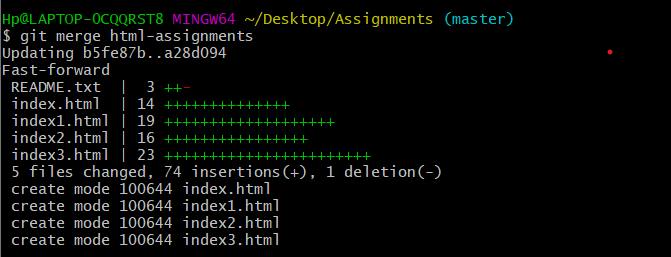 Hp@LAPTOP-OCQQRST8 MINGW64 ~/Desktop/Assignments (master)
$ git merge html-assignments
Updating b5fe87b..a28d094
Fast-forward
 README.txt  |  3 ++-
 index.html  | 14 ++++++++++++++
 index1.html | 19 +++++++++++++++++++
 index2.html | 16 ++++++++++++++++
 index3.html | 23 +++++++++++++++++++++++
 5 files changed, 74 insertions(+), 1 deletion(-)
 create mode 100644 index.html
 create mode 100644 index1.html
 create mode 100644 index2.html
 create mode 100644 index3.html